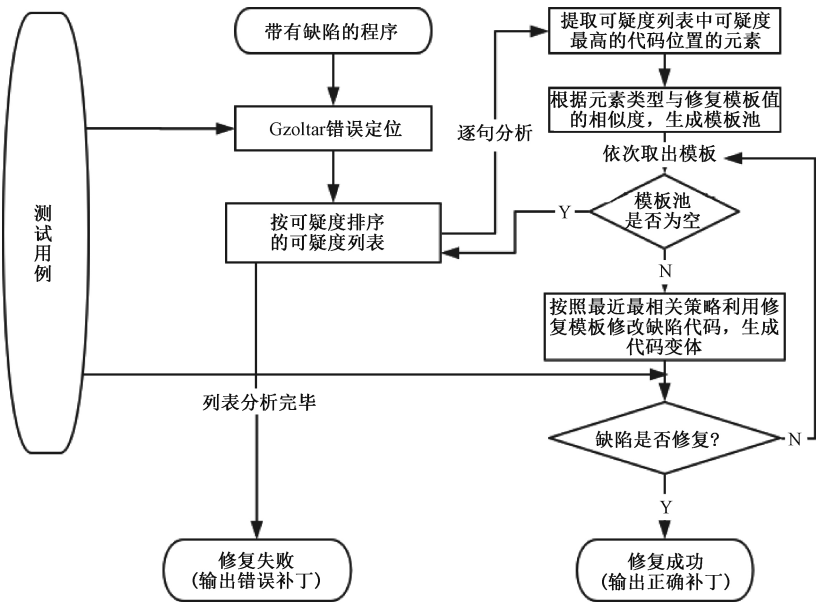 带有缺陷的程序
Gzoltar错误定位
按可疑度排序
的可疑度列表
测
试
用
例
逐句分析
提取可疑度列表中可疑度
最高的代码位置的元素
根据元素类型与修复模板值
的相似度，生成模板池
依次取出模板
模板池
是否为空
Y
N
按照最近最相关策略利用修
复模板修改缺陷代码，生成
代码变体
列表分析完毕
缺陷是否修复?
N
Y
修复失败
(输出错误补丁)
修复成功
(输出正确补丁)